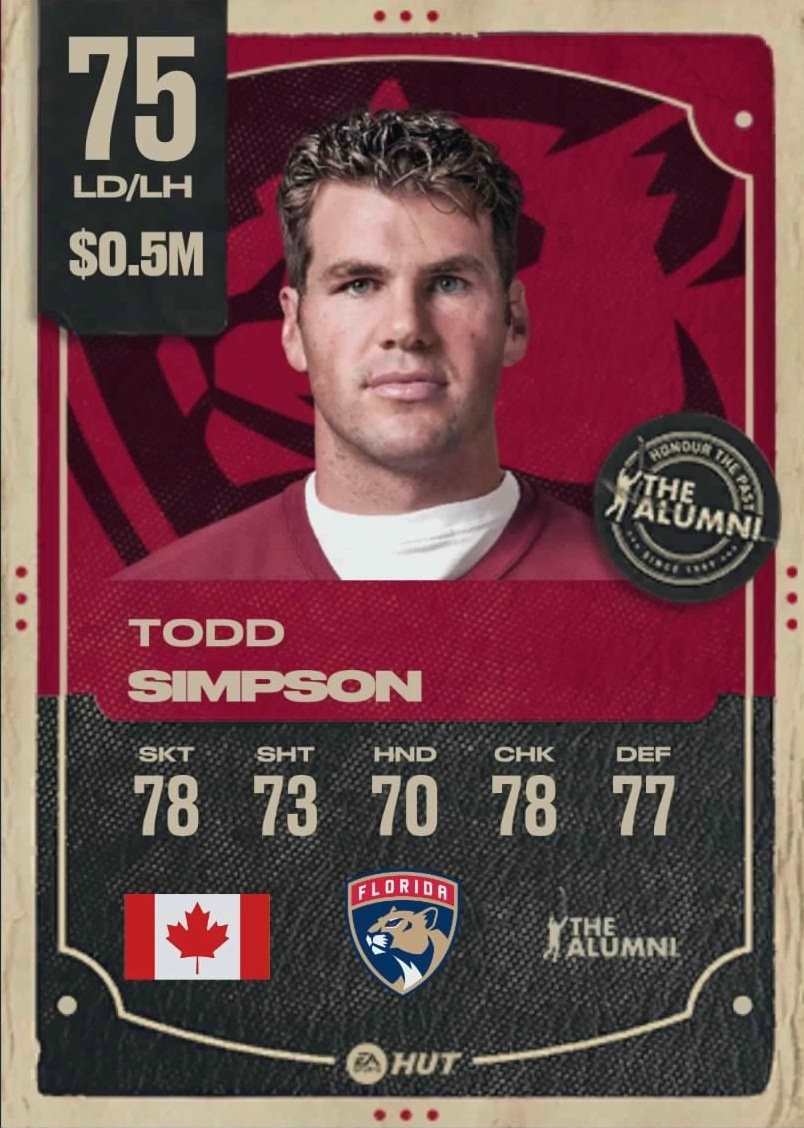 75
LD/LH
$0.5M
HONOUR THE PAST
THE
ALUMNI
TODD
SIMPSON
SKT SHT HND CHK DEF
78 73 70 78 77
FLORIDA
THE
ALUMNI
EA HUT